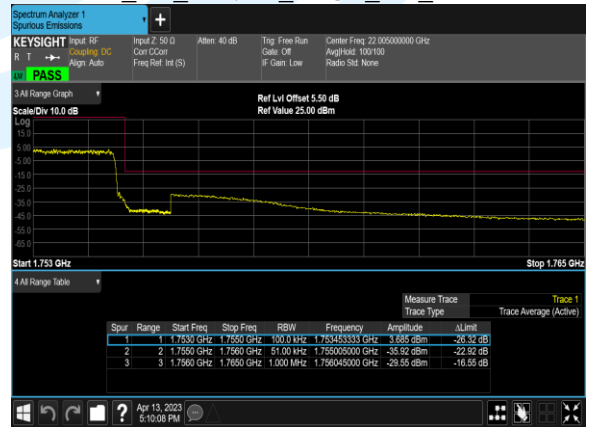 Spectrum Analyzer 1
Spurious Emissions
KEYSIGHT Input: RF
R T Coupling: DC
Align: Auto
Input Z: 50 Ω
Corr CCorr
Freq Ref: Int (S)
Atten: 40 dB
Trig: Free Run
Gate: Off
IF Gain: Low
Center Freq: 22.005000000 GHz
Avg|Hold: 100/100
Radio Std: None
LM PASS
3 All Range Graph
Scale/Div 10.0 dB
Ref Lvl Offset 5.50 dB
Ref Value 25.00 dBm
Log
15.0
5.00
-5.00
-15.0
-25.0
-35.0
-45.0
-55.0
-65.0
Start 1.753 GHz Stop 1.765 GHz
4 All Range Table
Measure Trace Trace 1
Trace Type Trace Average (Active)
Spur Range Start Freq Stop Freq RBW Frequency Amplitude ΔLimit
1 1 1.7530 GHz 1.7550 GHz 100.0 kHz 1.753453333 GHz 3.685 dBm -26.32 dB
2 2 1.7550 GHz 1.7560 GHz 51.00 kHz 1.755005000 GHz -35.92 dBm -22.92 dB
3 3 1.7560 GHz 1.7650 GHz 1.000 MHz 1.756045000 GHz -29.55 dBm -16.55 dB
? Apr 13, 2023
5:10:08 PM